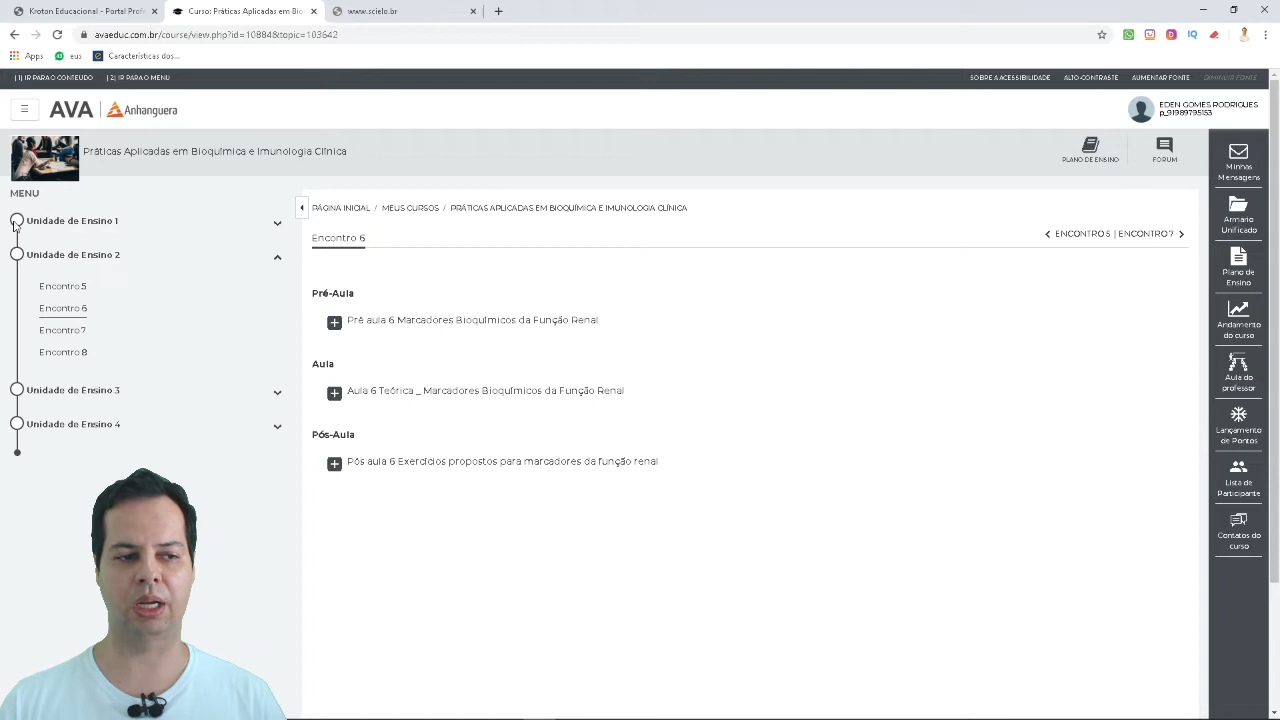 Kroton Educacional - Portal Prof
Curso: Práticas Aplicadas em Bio
www.scielo.br
avaeduc.com.br/course/view.php?id=10884&topic=103642
Apps
eus
Características dos...
| 1| IR PARA O CONTEÚDO
| 2| IR PARA O MENU
SOBRE A ACESSIBILIDADE
ALTO-CONTRASTE
AUMENTAR FONTE
DIMINUIR FONTE
AVA | Anhanguera
EDEN GOMES RODRIGUES
p_91989795153
Práticas Aplicadas em Bioquímica e Imunologia Clínica
PLANO DE ENSINO
FÓRUM
MENU
Unidade de Ensino 1
Unidade de Ensino 2
Encontro 5
Encontro 6
Encontro 7
Encontro 8
Unidade de Ensino 3
Unidade de Ensino 4
PÁGINA INICIAL / MEUS CURSOS / PRÁTICAS APLICADAS EM BIOQUÍMICA E IMUNOLOGIA CLÍNICA
Encontro 6
ENCONTRO 5 | ENCONTRO 7
Pré-Aula
Pré aula 6 Marcadores Bioquímicos da Função Renal
Aula
Aula 6 Teórica _ Marcadores Bioquímicos da Função Renal
Pós-Aula
Pós aula 6 Exercícios propostos para marcadores da função renal
Minhas
Mensagens
Armário
Unificado
Plano de
Ensino
Andamento
do curso
Aula do
professor
Lançamento
de Pontos
Lista de
Participante
Contatos do
curso